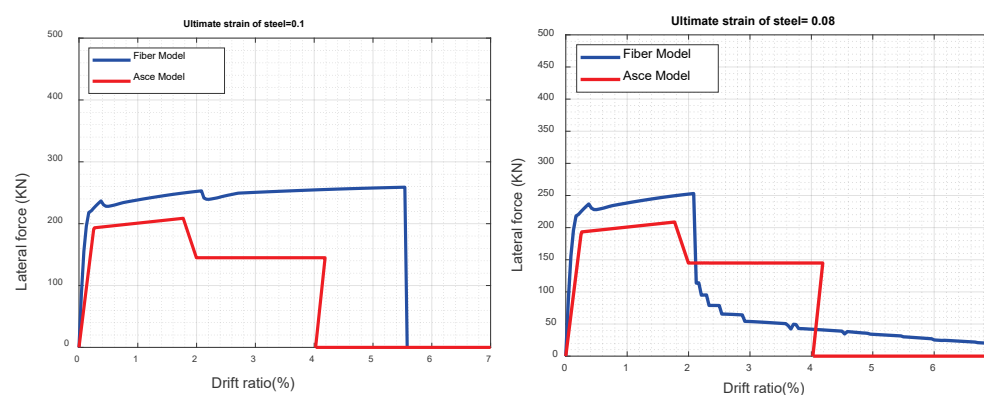 Ultimate strain of steel=0.1
500
400
300
200
100
0
Lateral force (KN)
Fiber Model
Asce Model
0 1 2 3 4 5 6 7
Drift ratio(%)
Ultimate strain of steel= 0.08
500
450
400
350
300
250
200
150
100
50
0
Lateral force (KN)
Fiber Model
Asce Model
0 1 2 3 4 5 6
Drift ratio(%)